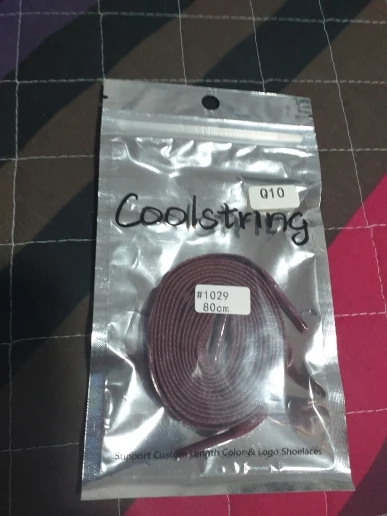 Q10
Coolstring
#1029
80cm
Support Custom Length Color & Logo Shoelaces